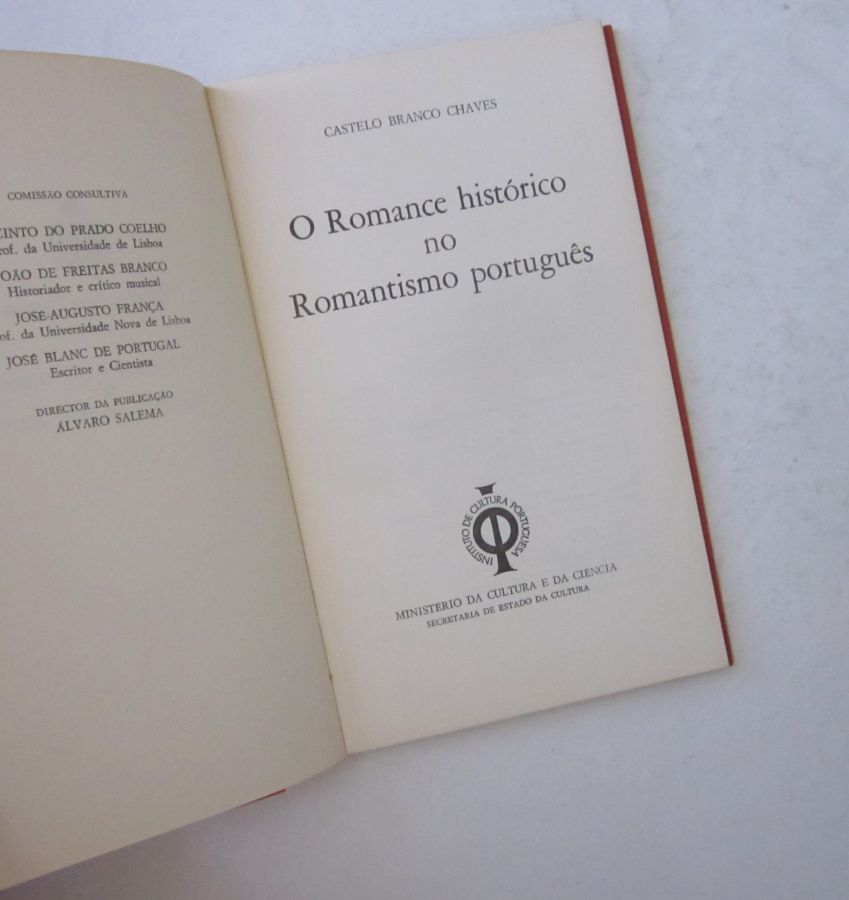 COMISSÃO CONSULTIVA
CINTO DO PRADO COELHO
rof. da Universidade de Lisboa
OÃO DE FREITAS BRANCO
Historiador e crítico musical
JOSÉ-AUGUSTO FRANÇA
of. da Universidade Nova de Lisboa
JOSÉ BLANC DE PORTUGAL
Escritor e Cientista
DIRECTOR DA PUBLICAÇÃO
ÁLVARO SALEMA
CASTELO BRANCO CHAVES
O Romance histórico
no
Romantismo português
INSTITUTO DE CULTURA PORTUGUESA
MINISTÉRIO DA CULTURA E DA CIÊNCIA
SECRETARIA DE ESTADO DA CULTURA